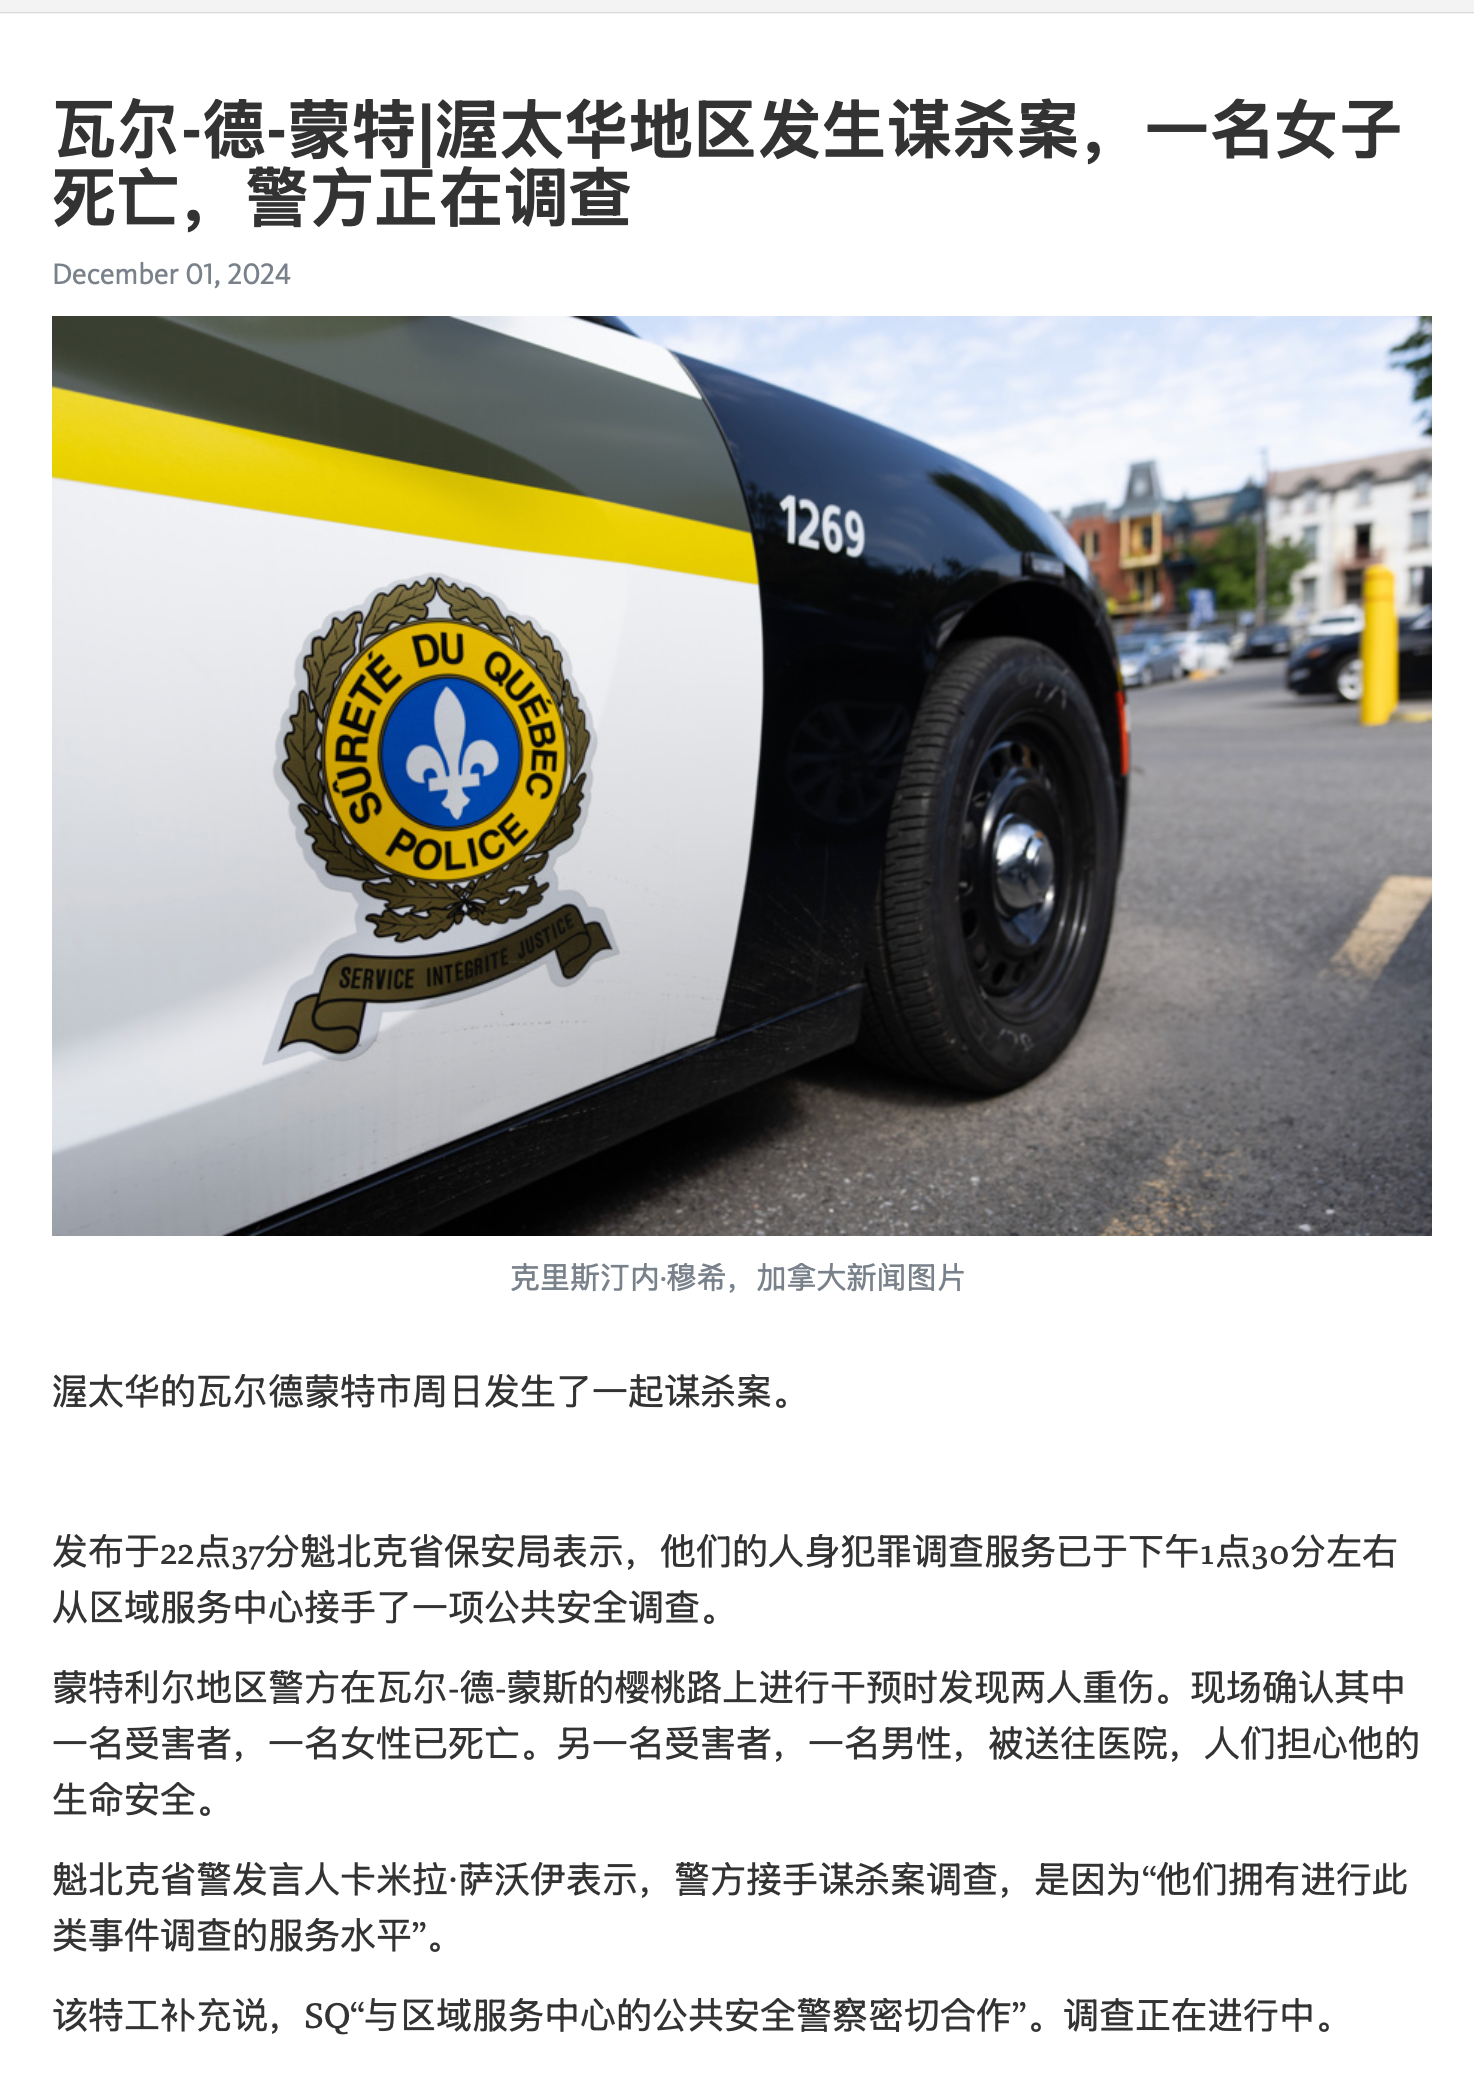 瓦尔-德-蒙特|渥太华地区发生谋杀案，一名女子
死亡，警方正在调查
December 01, 2024
1269
SÛRETÉ DU QUÉBEC
POLICE
SERVICE INTÉGRITÉ JUSTICE
克里斯汀内·穆希，加拿大新闻图片
渥太华的瓦尔德蒙特市周日发生了一起谋杀案。
发布于22点37分魁北克省保安局表示，他们的人身犯罪调查服务已于下午1点30分左右
从区域服务中心接手了一项公共安全调查。
蒙特利尔地区警方在瓦尔-德-蒙斯的樱桃路上进行干预时发现两人重伤。现场确认其中
一名受害者，一名女性已死亡。另一名受害者，一名男性，被送往医院，人们担心他的
生命安全。
魁北克省警发言人卡米拉·萨沃伊表示，警方接手谋杀案调查，是因为“他们拥有进行此
类事件调查的服务水平”。
该特工补充说，SQ“与区域服务中心的公共安全警察密切合作”。调查正在进行中。